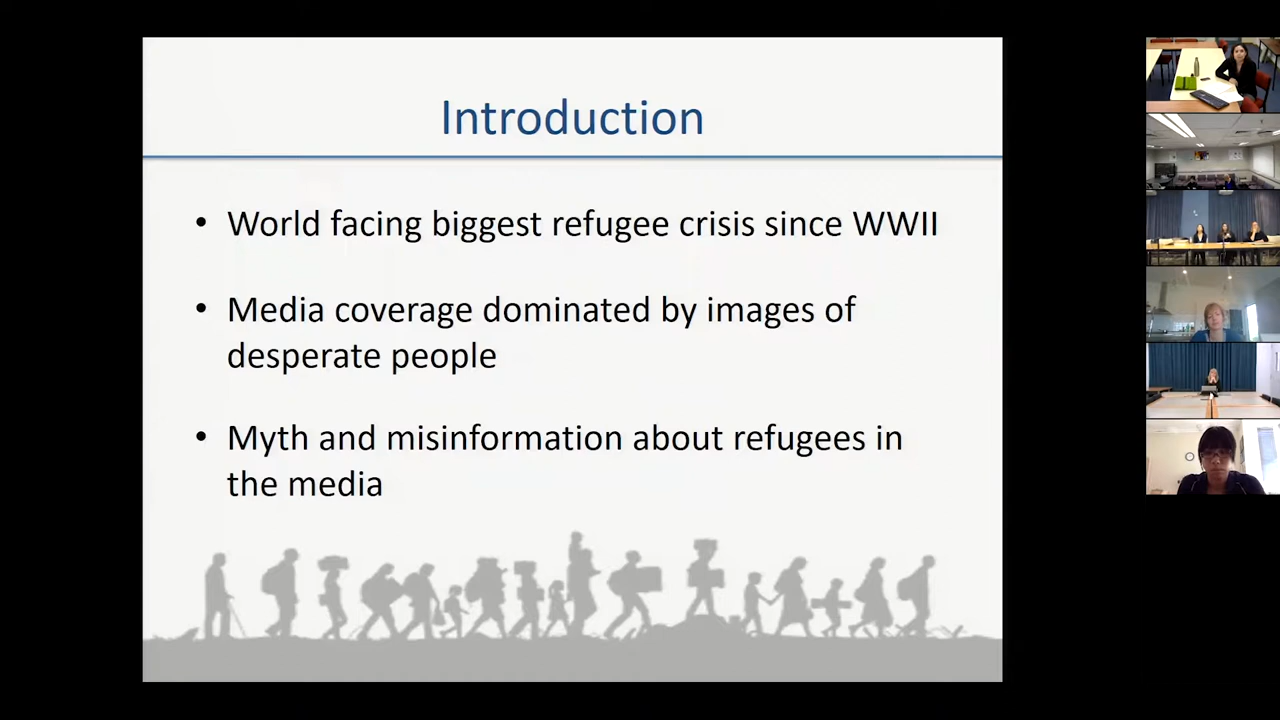 Introduction
• World facing biggest refugee crisis since WWII
• Media coverage dominated by images of
desperate people
• Myth and misinformation about refugees in
the media